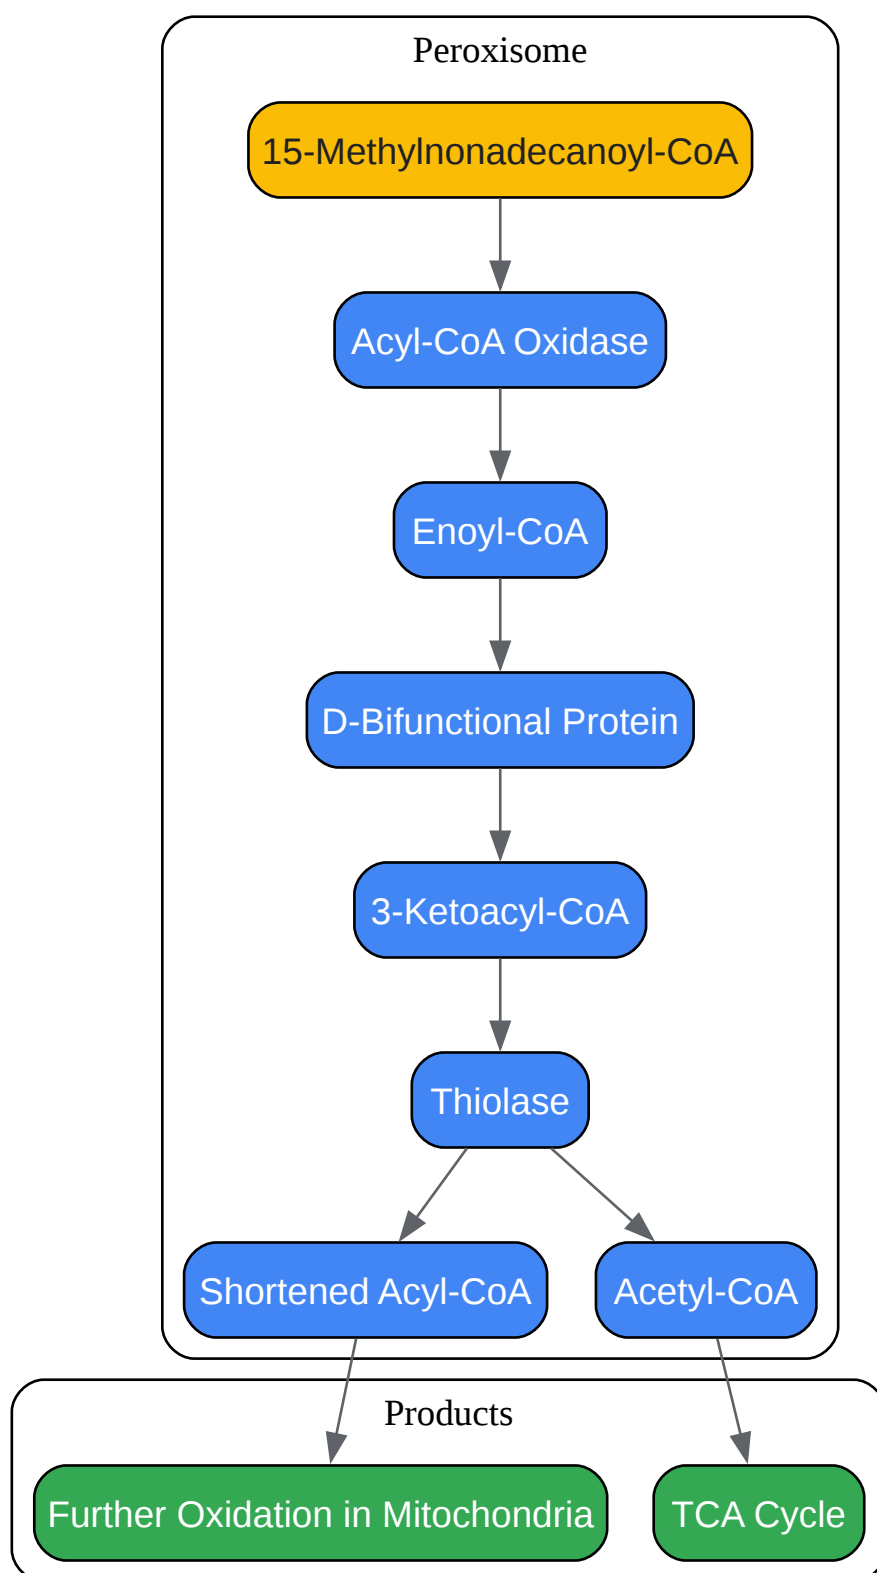 Peroxisome
15-Methylnonadecanoyl-CoA
Acyl-CoA Oxidase
Enoyl-CoA
D-Bifunctional Protein
3-Ketoacyl-CoA
Thiolase
Shortened Acyl-CoA
Acetyl-CoA
Products
Further Oxidation in Mitochondria
TCA Cycle